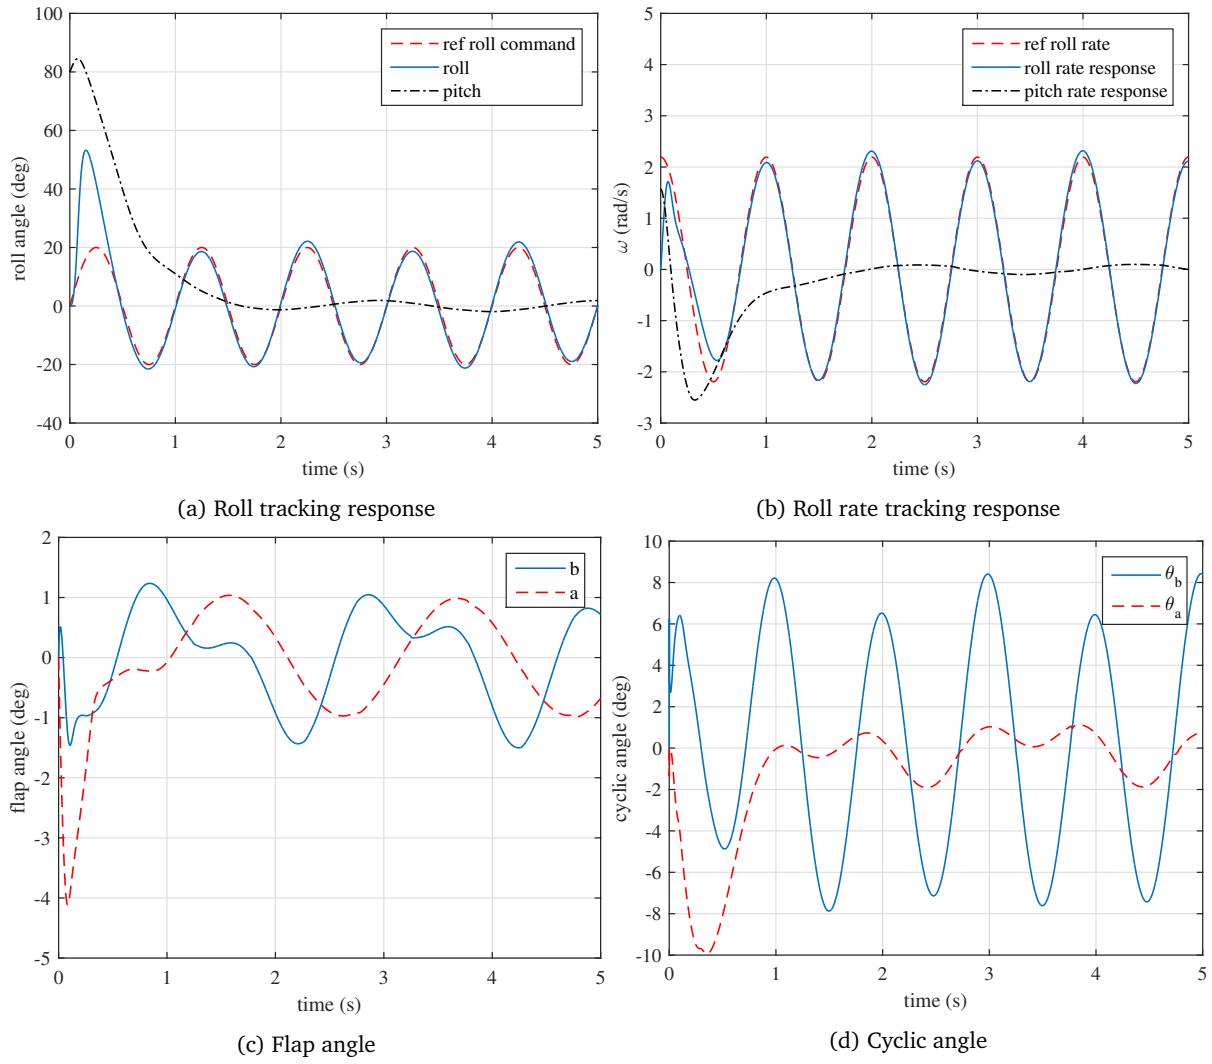 100
80
60
40
20
0
-20
-40
roll angle (deg)
ref roll command
roll
pitch
0 1 2 3 4 5
time (s)
(a) Roll tracking response
5
4
3
2
1
0
-1
-2
-3
ω (rad/s)
ref roll rate
roll rate response
pitch rate response
0 1 2 3 4 5
time (s)
(b) Roll rate tracking response
2
1
0
-1
-2
-3
-4
-5
flap angle (deg)
b
a
0 1 2 3 4 5
time (s)
(c) Flap angle
10
8
6
4
2
0
-2
-4
-6
-8
-10
cyclic angle (deg)
θ_b
θ_a
0 1 2 3 4 5
time (s)
(d) Cyclic angle